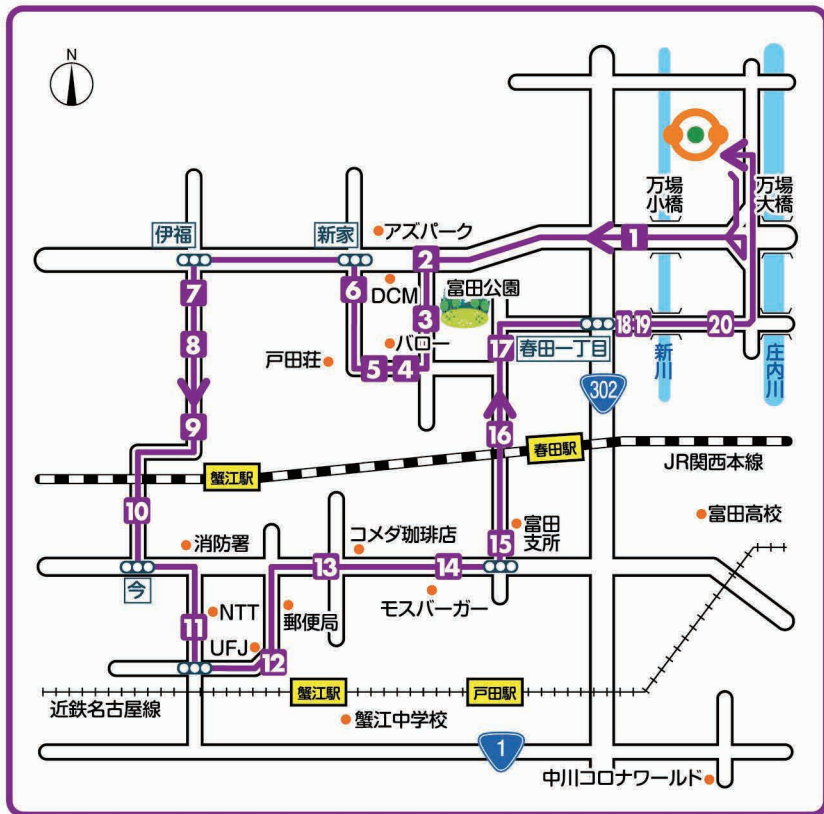 N
万場
小橋
万場
大橋
伊福
新家
アズパーク
1
2
6
DCM
富田公園
7
3
18・19
20
8
バロー
17
春田一丁目
戸田荘
5
4
新川
庄内川
302
9
16
春田駅
JR関西本線
蟹江駅
10
富田高校
消防署
コメダ珈琲店
15
富田
支所
13
14
今
モスバーガー
NTT
郵便局
11
UFJ
12
蟹江駅
戸田駅
近鉄名古屋線
蟹江中学校
1
中川コロナワールド